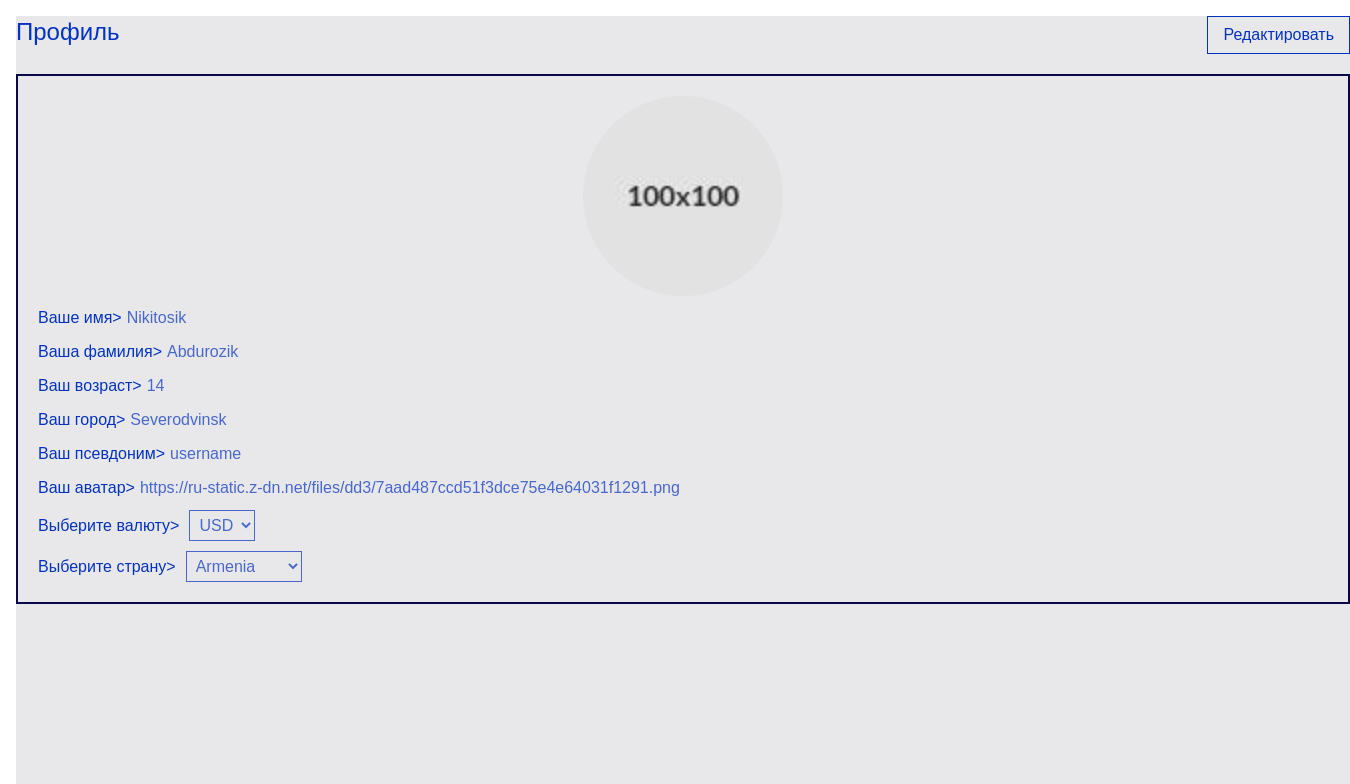 Профиль
Редактировать
100x100
Ваше имя> Nikitosik
Ваша фамилия> Abdurozik
Ваш возраст> 14
Ваш город> Severodvinsk
Ваш псевдоним> username
Ваш аватар> https://ru-static.z-dn.net/files/dd3/7aad487ccd51f3dce75e4e64031f1291.png
Выберите валюту> USD
Выберите страну> Armenia